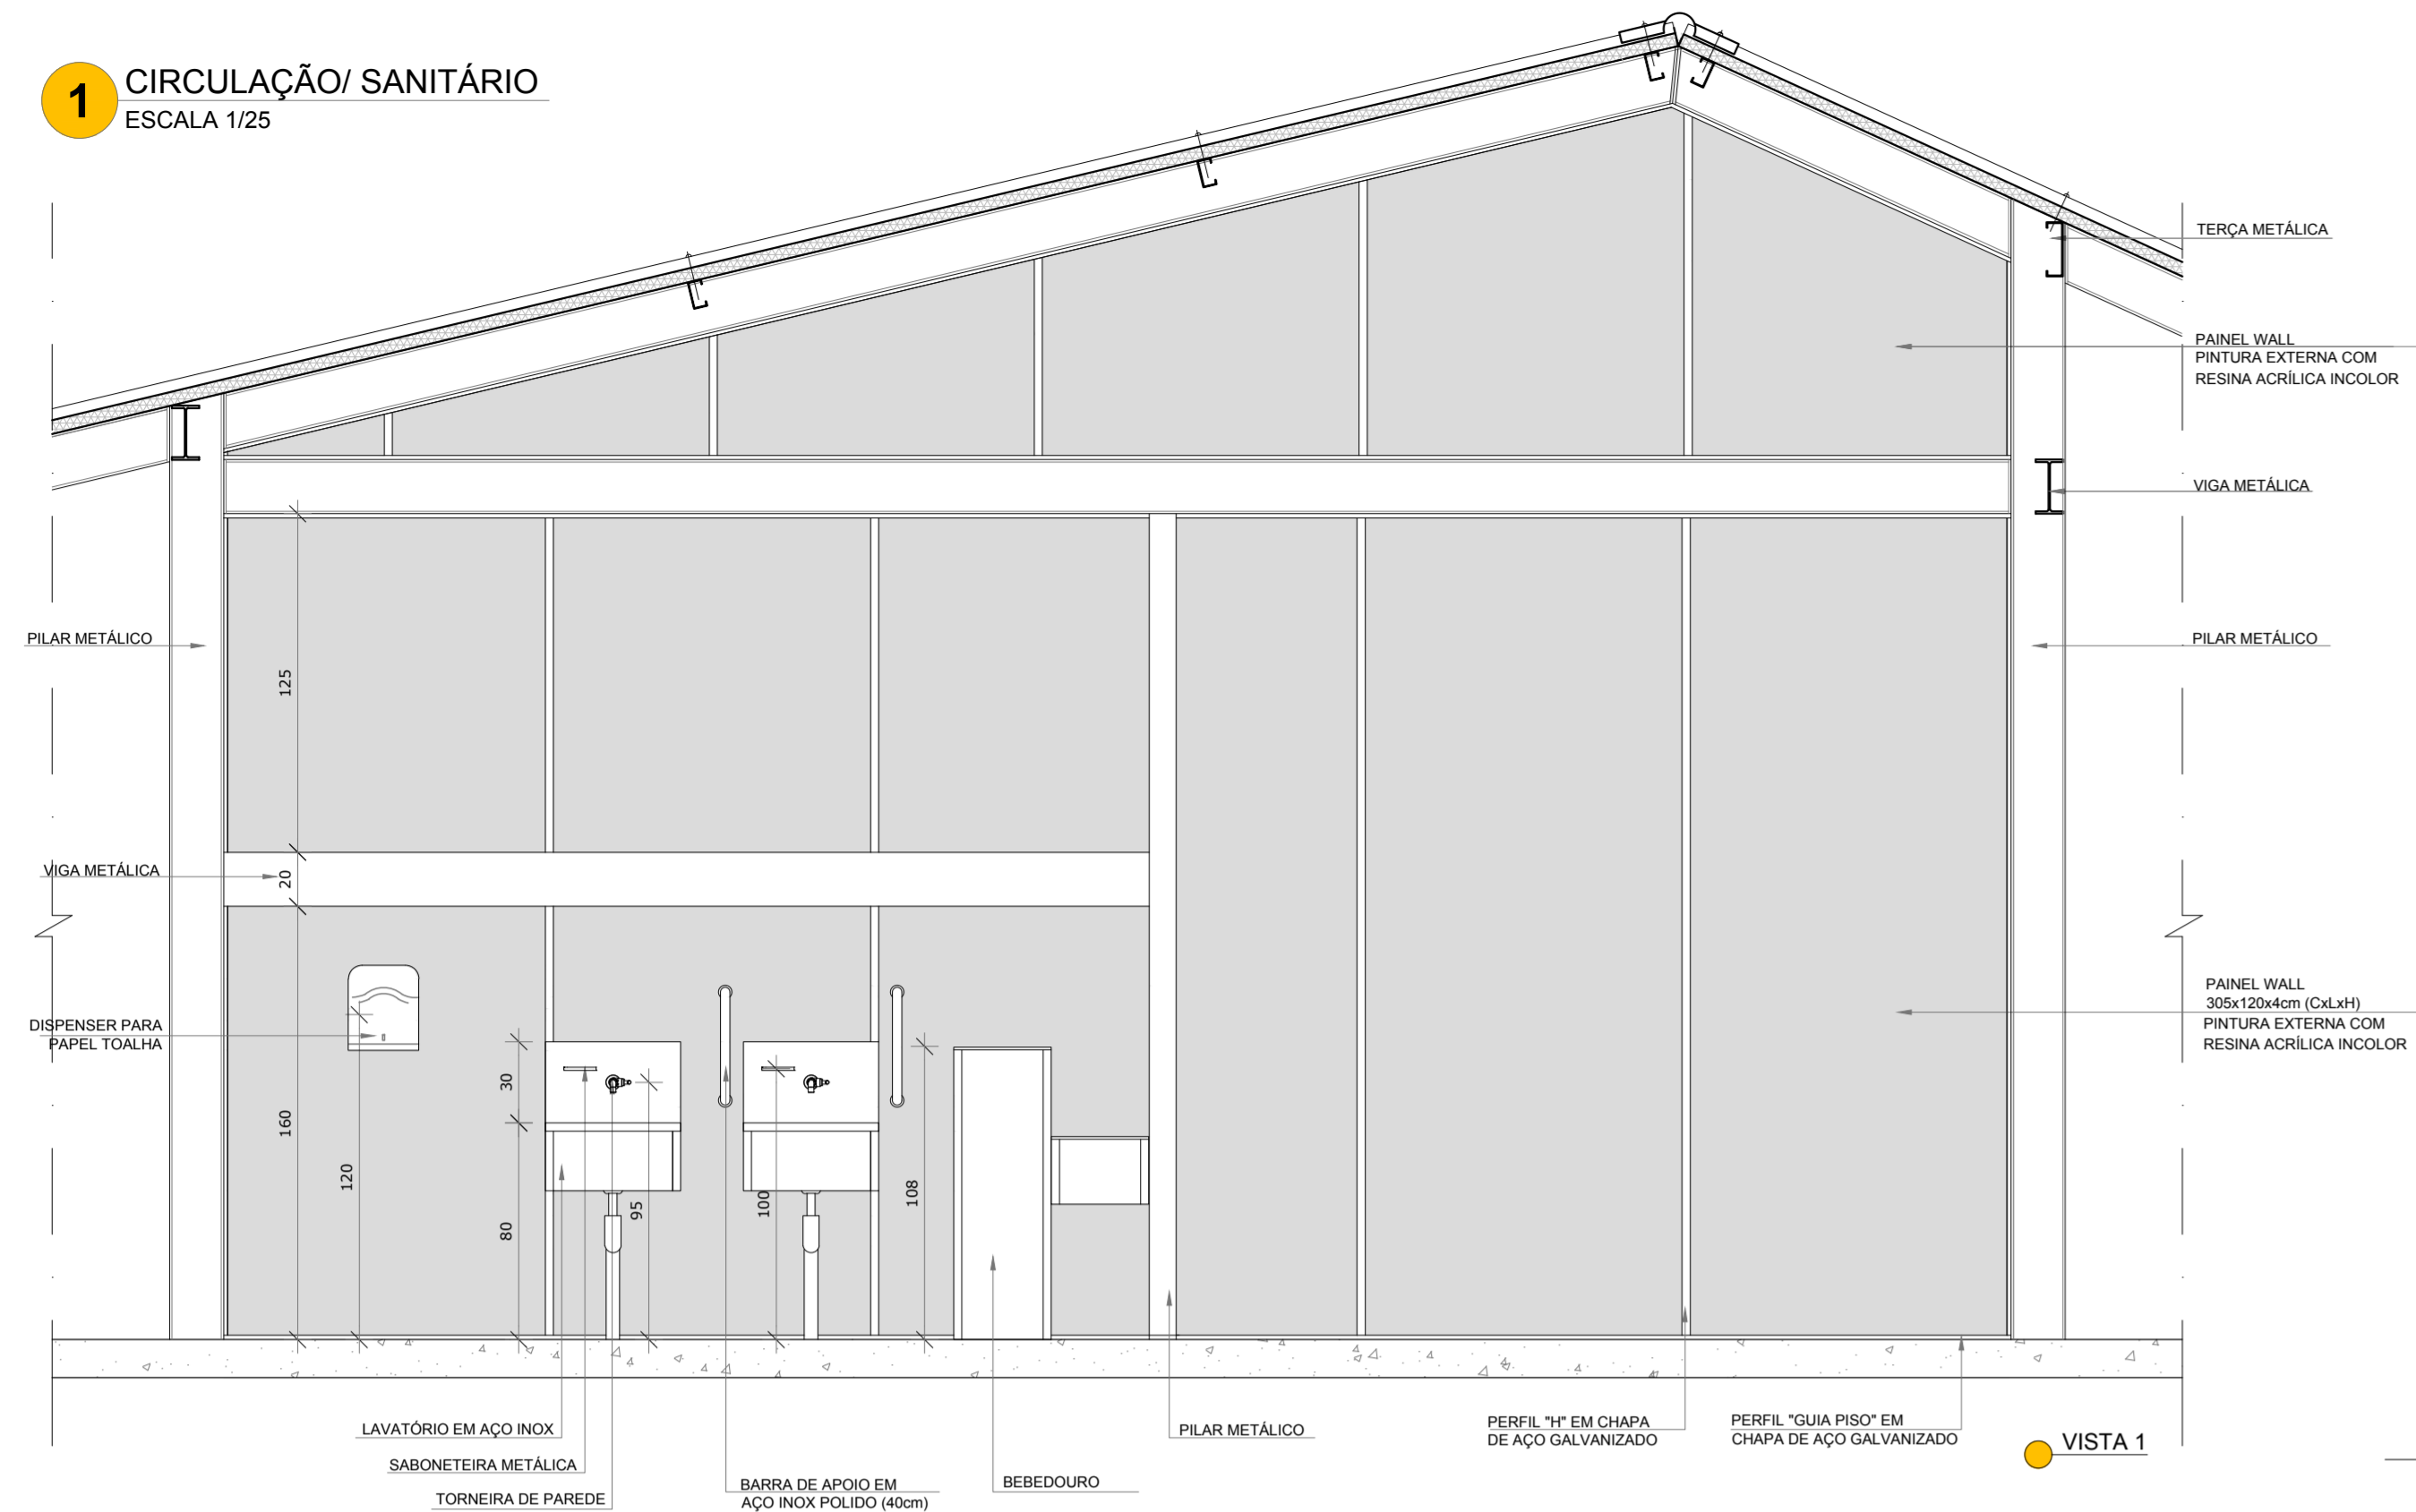 1
CIRCULAÇÃO/ SANITÁRIO
ESCALA 1/25
TERÇA METÁLICA
PAINEL WALL
PINTURA EXTERNA COM
RESINA ACRÍLICA INCOLOR
VIGA METÁLICA
PILAR METÁLICO
PILAR METÁLICO
125
VIGA METÁLICA
20
DISPENSER PARA
PAPEL TOALHA
160
120
30
80
95
100
108
PAINEL WALL
305x120x4cm (CxLxH)
PINTURA EXTERNA COM
RESINA ACRÍLICA INCOLOR
LAVATÓRIO EM AÇO INOX
SABONETEIRA METÁLICA
TORNEIRA DE PAREDE
BARRA DE APOIO EM
AÇO INOX POLIDO (40cm)
BEBEDOURO
PILAR METÁLICO
PERFIL "H" EM CHAPA
DE AÇO GALVANIZADO
PERFIL "GUIA PISO" EM
CHAPA DE AÇO GALVANIZADO
VISTA 1